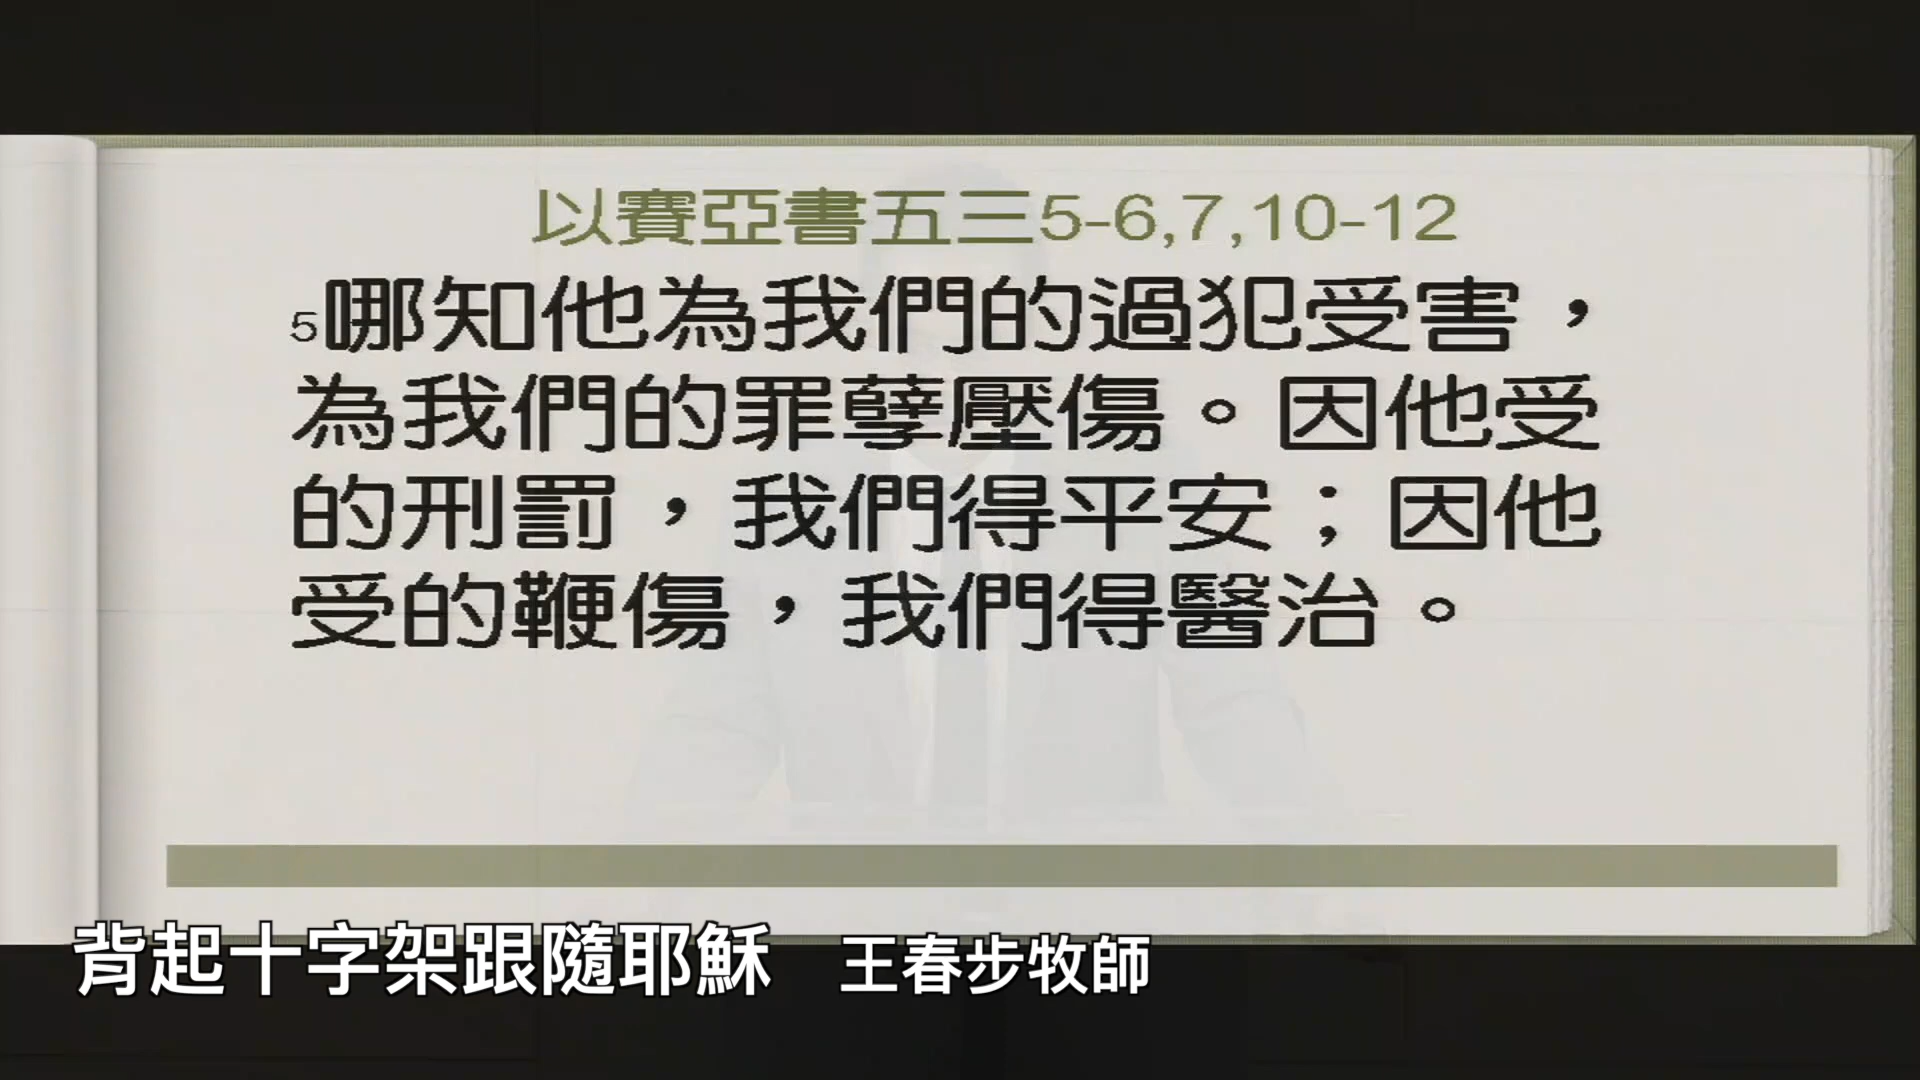 以賽亞書五三5-6,7,10-12
5哪知他為我們的過犯受害，
為我們的罪孽壓傷。因他受
的刑罰，我們得平安；因他
受的鞭傷，我們得醫治。
背起十字架跟隨耶穌　王春步牧師